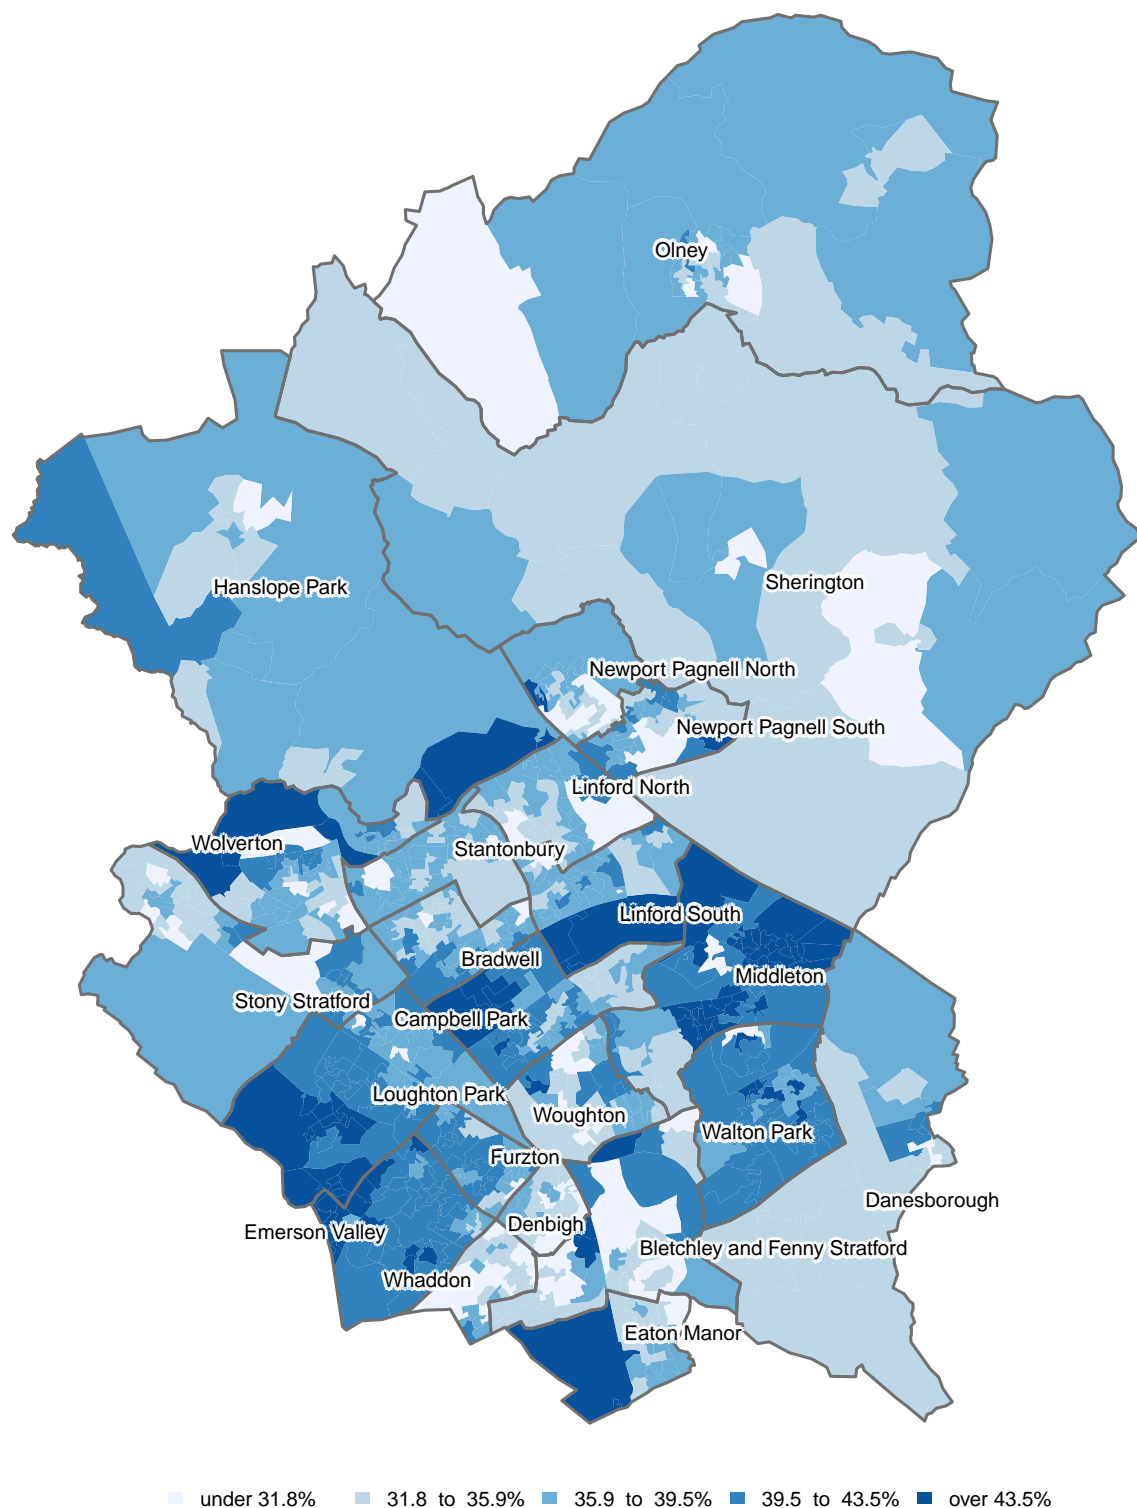 Olney
Hanslope Park
Sherington
Newport Pagnell North
Newport Pagnell South
Linford North
Wolverton
Stantonbury
Linford South
Bradwell
Middleton
Stony Stratford
Campbell Park
Loughton Park
Woughton
Walton Park
Furzton
Danesborough
Emerson Valley
Denbigh
Bletchley and Fenny Stratford
Whaddon
Eaton Manor
under 31.8%
31.8 to 35.9%
35.9 to 39.5%
39.5 to 43.5%
over 43.5%